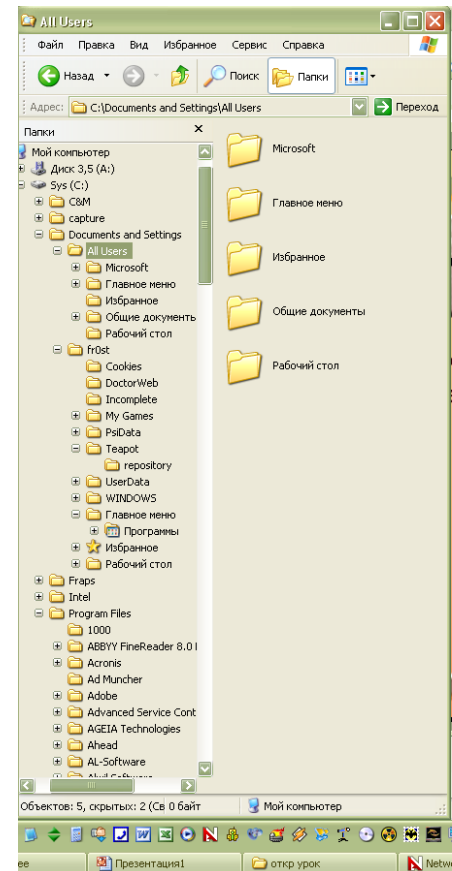 All Users
Файл Правка Вид Избранное Сервис Справка
Назад Поиск Папки
Адрес: C:\Documents and Settings\All Users Переход
Папки
Мой компьютер
Диск 3,5 (A:)
Sys (C:)
C&M
capture
Documents and Settings
All Users
Microsoft
Главное меню
Избранное
Общие документы
Рабочий стол
fr0st
Cookies
DoctorWeb
Incomplete
My Games
PsiData
Teapot
repository
UserData
WINDOWS
Главное меню
Программы
Избранное
Рабочий стол
Fraps
Intel
Program Files
1000
ABBYY FineReader 8.0
Acronis
Ad Muncher
Adobe
Advanced Service Cont
AGEIA Technologies
Ahead
AL-Software
Microsoft
Главное меню
Избранное
Общие документы
Рабочий стол
Объектов: 5, скрытых: 2 (Св 0 байт Мой компьютер
ee Презентация1 откр урок Netw